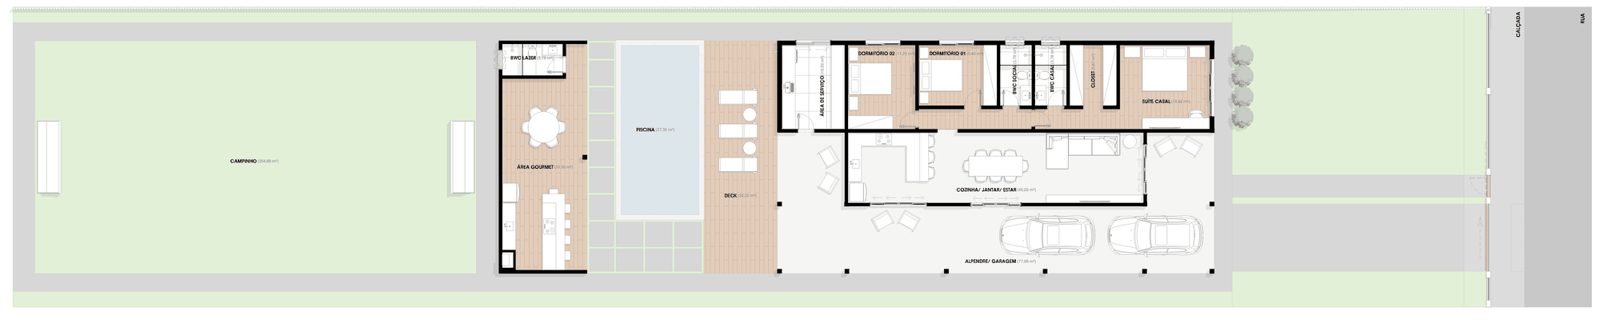 CAMPINHO
BWC LAZER
ÁREA GOURMET
PISCINA
DECK
ÁREA DE SERVIÇO
DORMITÓRIO 02
DORMITÓRIO 01
BWC SOCIAL
BWC CASAL
CLOSET
SUÍTE CASAL
COZINHA/ JANTAR/ ESTAR
ALPENDRE/ GARAGEM
CALÇADA
RUA